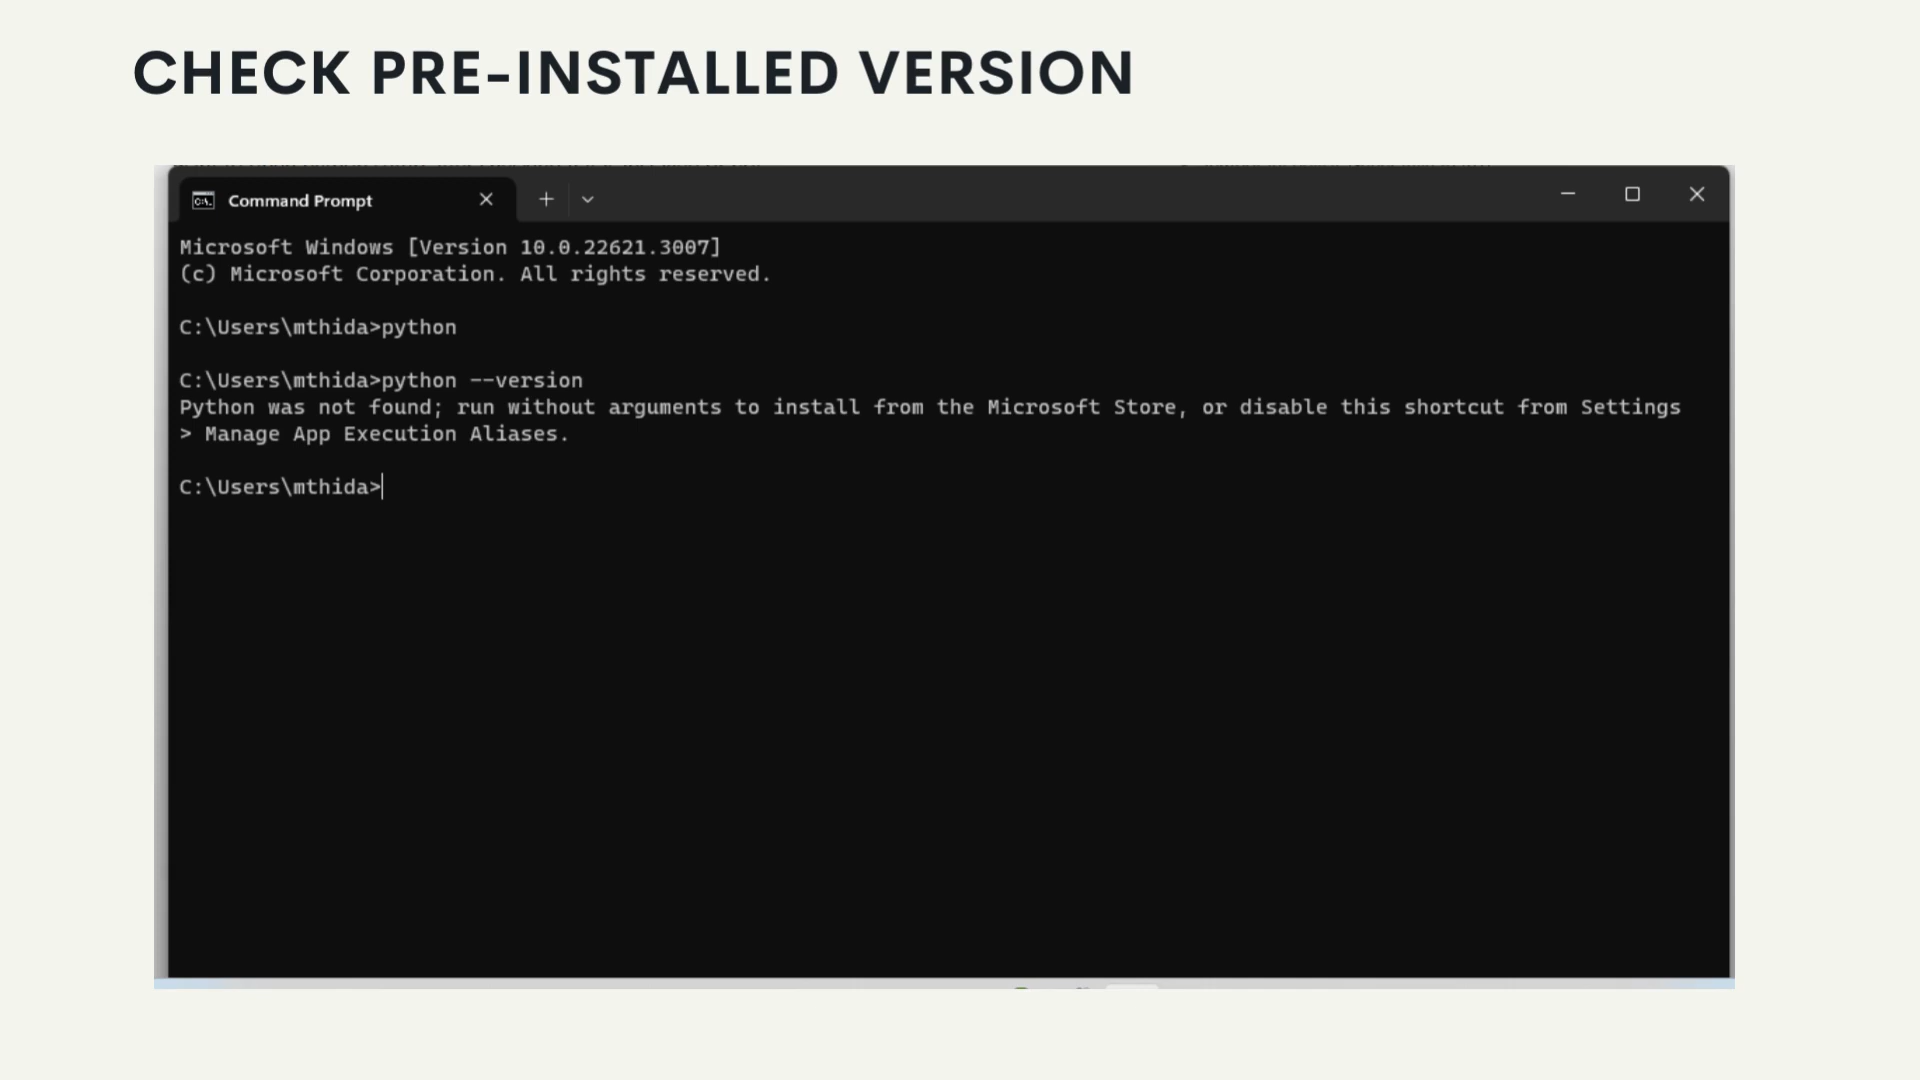 CHECK PRE-INSTALLED VERSION
Command Prompt
Microsoft Windows [Version 10.0.22621.3007]
(c) Microsoft Corporation. All rights reserved.
C:\Users\mthida>python
C:\Users\mthida>python --version
Python was not found; run without arguments to install from the Microsoft Store, or disable this shortcut from Settings
> Manage App Execution Aliases.
C:\Users\mthida>